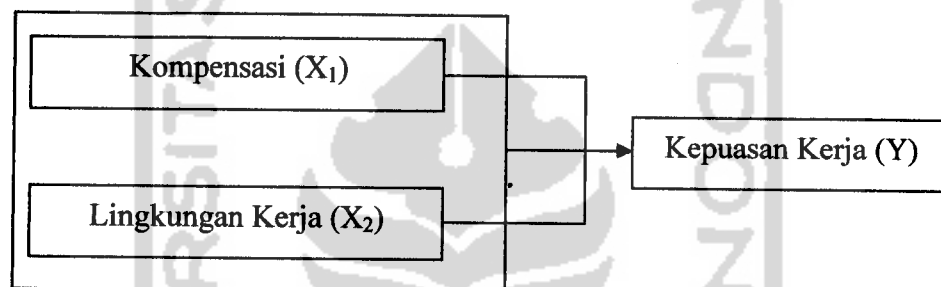 Kompensasi (X₁)
Kepuasan Kerja (Y)
Lingkungan Kerja (X₂)